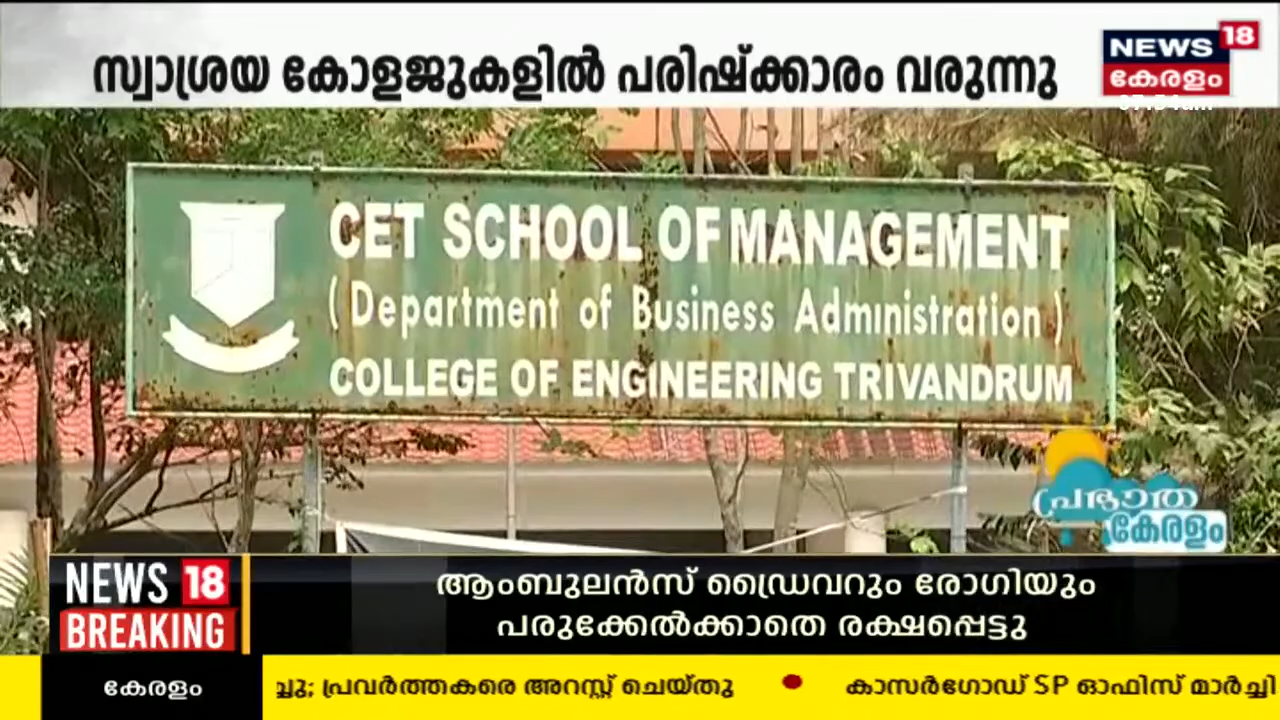 സ്വാശ്രയ കോളജുകളിൽ പരിഷ്ക്കാരം വരുന്നു
NEWS 18
കേരളം
CET SCHOOL OF MANAGEMENT
( Department of Business Administration )
COLLEGE OF ENGINEERING TRIVANDRUM
പ്രഭാത
കേരളം
NEWS 18
BREAKING
ആംബുലൻസ് ഡ്രൈവറും രോഗിയും
പരുക്കേൽക്കാതെ രക്ഷപ്പെട്ടു
കേരളം
ച്ചു; പ്രവർത്തകരെ അറസ്റ്റ് ചെയ്തു • കാസർഗോഡ് SP ഓഫിസ് മാർച്ചി